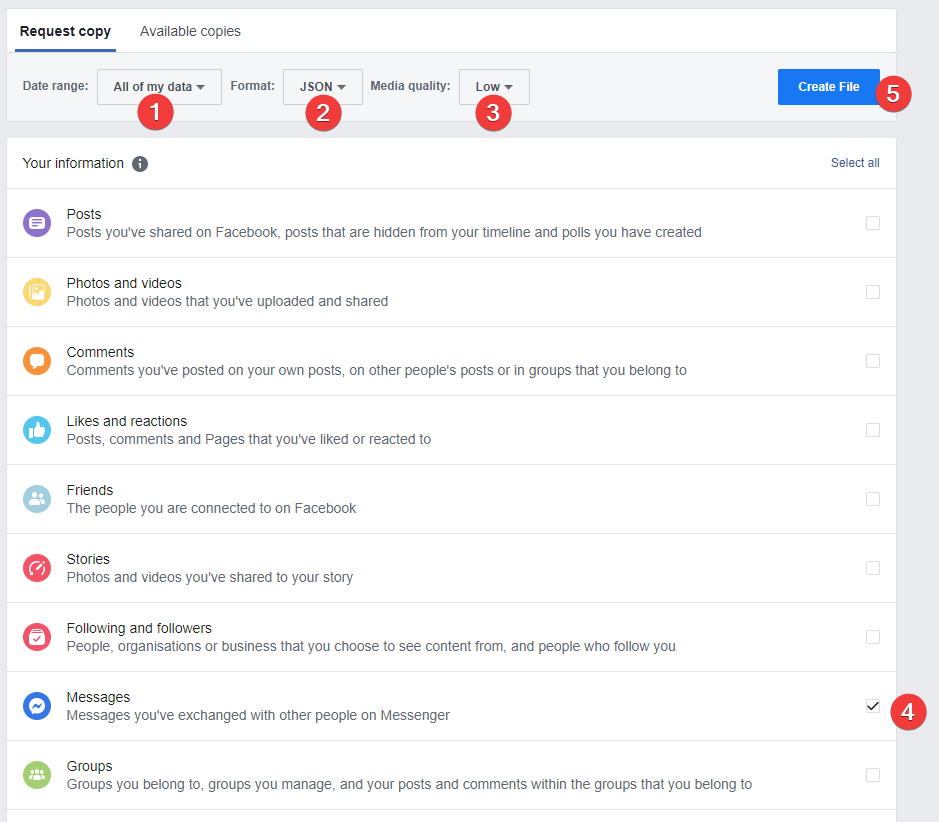 Request copy Available copies
Date range: All of my data Format: JSON Media quality: Low Create File
1 2 3 5
Your information Select all
Posts
Posts you've shared on Facebook, posts that are hidden from your timeline and polls you have created
Photos and videos
Photos and videos that you've uploaded and shared
Comments
Comments you've posted on your own posts, on other people's posts or in groups that you belong to
Likes and reactions
Posts, comments and Pages that you've liked or reacted to
Friends
The people you are connected to on Facebook
Stories
Photos and videos you've shared to your story
Following and followers
People, organisations or business that you choose to see content from, and people who follow you
Messages
Messages you've exchanged with other people on Messenger
4
Groups
Groups you belong to, groups you manage, and your posts and comments within the groups that you belong to